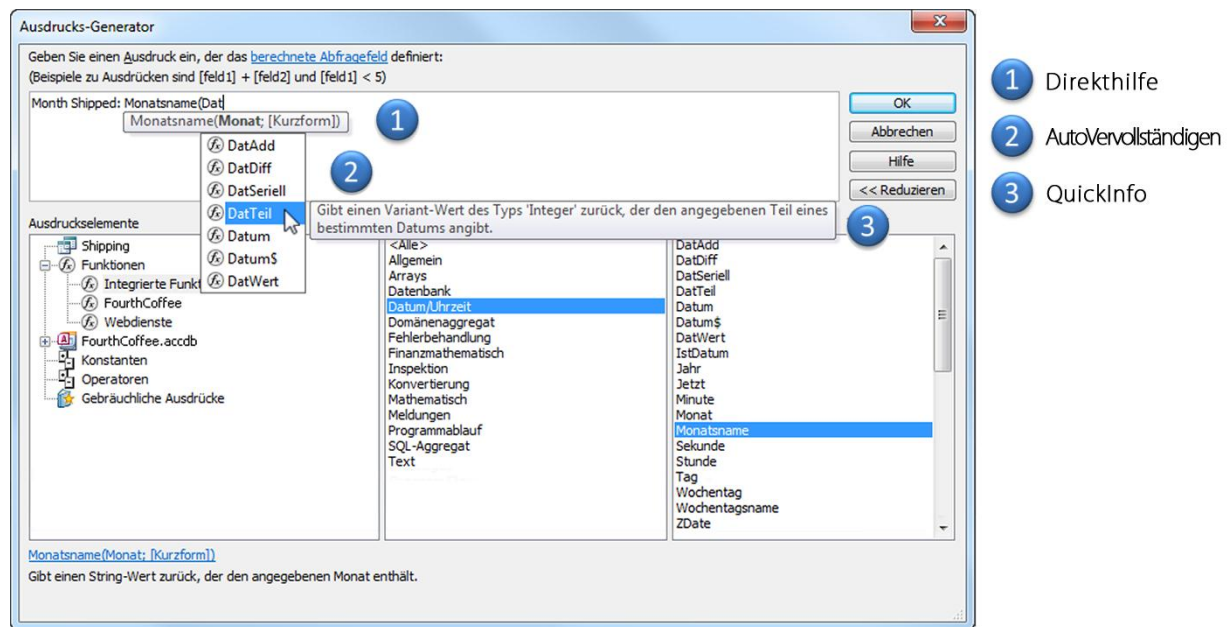 Ausdrucks-Generator
Geben Sie einen Ausdruck ein, der das berechnete Abfragefeld definiert:
(Beispiele zu Ausdrücken sind [feld1] + [feld2] und [feld1] < 5)
Month Shipped: Monatsname(Dat
Monatsname(Monat; [Kurzform])
1
DatAdd
DatDiff
DatSeriell
DatTeil
Datum
Datum$
DatWert
2
Gibt einen Variant-Wert des Typs 'Integer' zurück, der den angegebenen Teil eines
bestimmten Datums angibt.
3
OK
Abbrechen
Hilfe
<< Reduzieren
1 Direkthilfe
2 AutoVervollständigen
3 QuickInfo
Ausdruckselemente
Shipping
Funktionen
Integrierte Funkt
FourthCoffee
Webdienste
FourthCoffee.accdb
Konstanten
Operatoren
Gebräuchliche Ausdrücke
<Alle>
Allgemein
Arrays
Datenbank
Datum/Uhrzeit
Domänenaggregat
Fehlerbehandlung
Finanzmathematisch
Inspektion
Konvertierung
Mathematisch
Meldungen
Programmablauf
SQL-Aggregat
Text
DatAdd
DatDiff
DatSeriell
DatTeil
Datum
Datum$
DatWert
IstDatum
Jahr
Jetzt
Minute
Monat
Monatsname
Sekunde
Stunde
Tag
Wochentag
Wochentagsname
ZDate
Monatsname(Monat; [Kurzform])
Gibt einen String-Wert zurück, der den angegebenen Monat enthält.